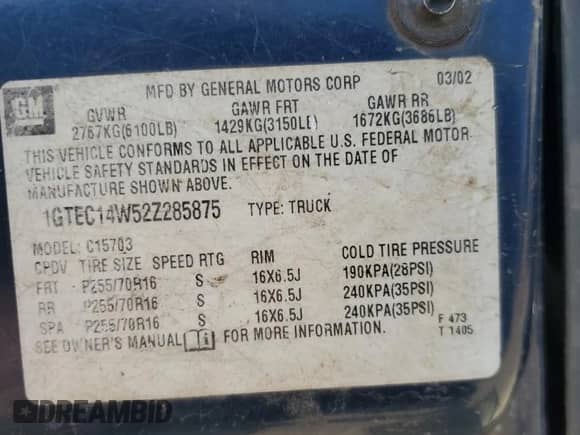 GM
MFD BY GENERAL MOTORS CORP 03/02
GVWR GAWR FRT GAWR RR
2767KG(6100LB) 1429KG(3150LB) 1672KG(3686LB)
THIS VEHICLE CONFORMS TO ALL APPLICABLE U.S. FEDERAL MOTOR
VEHICLE SAFETY STANDARDS IN EFFECT ON THE DATE OF
MANUFACTURE SHOWN ABOVE.
1GTEC14W52Z285875 TYPE: TRUCK
MODEL: C15703
CPDV TIRE SIZE SPEED RTG RIM COLD TIRE PRESSURE
FRT P255/70R16 S 16X6.5J 190KPA(28PSI)
RR P255/70R16 S 16X6.5J 240KPA(35PSI)
SPA P255/70R16 S 16X6.5J 240KPA(35PSI)
SEE OWNER'S MANUAL FOR MORE INFORMATION.
F 473
T 1405
DREAMBID